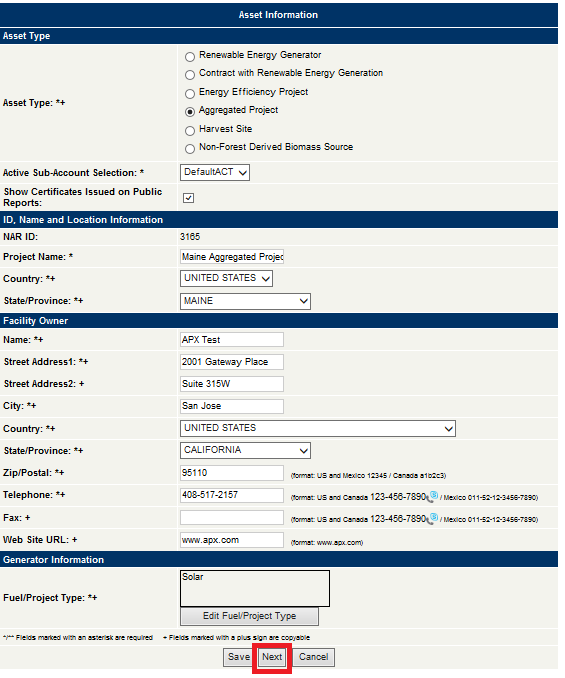 Asset Information
Asset Type
Asset Type: *+
Renewable Energy Generator
Contract with Renewable Energy Generation
Energy Efficiency Project
Aggregated Project
Harvest Site
Non-Forest Derived Biomass Source
Active Sub-Account Selection: * DefaultACT
Show Certificates Issued on Public
Reports:
ID, Name and Location Information
NAR ID: 3165
Project Name: * Maine Aggregated Projec
Country: *+ UNITED STATES
State/Province: *+ MAINE
Facility Owner
Name: *+ APX Test
Street Address1: *+ 2001 Gateway Place
Street Address2: + Suite 315W
City: *+ San Jose
Country: *+ UNITED STATES
State/Province: *+ CALIFORNIA
Zip/Postal: *+ 95110 (format: US and Mexico 12345 / Canada a1b2c3)
Telephone: *+ 408-517-2157 (format: US and Canada 123-456-7890 / Mexico 011-52-12-3456-7890)
Fax: + (format: US and Canada 123-456-7890 / Mexico 011-52-12-3456-7890)
Web Site URL: + www.apx.com (format: www.apx.com)
Generator Information
Fuel/Project Type: *+ Solar
Edit Fuel/Project Type
*/** Fields marked with an asterisk are required + Fields marked with a plus sign are copyable
Save Next Cancel